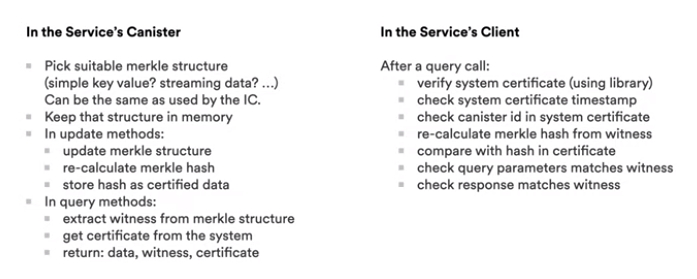 In the Service's Canister
Pick suitable merkle structure
(simple key value? streaming data? ...)
Can be the same as used by the IC.
Keep that structure in memory
In update methods:
update merkle structure
re-calculate merkle hash
store hash as certified data
In query methods:
extract witness from merkle structure
get certificate from the system
return: data, witness, certificate
In the Service's Client
After a query call:
verify system certificate (using library)
check system certificate timestamp
check canister id in system certificate
re-calculate merkle hash from witness
compare with hash in certificate
check query parameters matches witness
check response matches witness